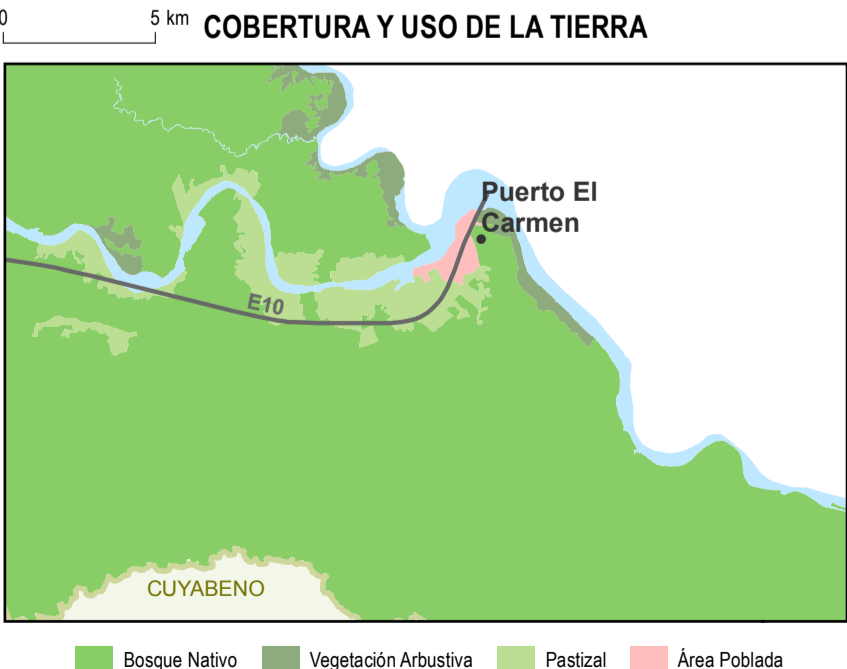 0 5 km COBERTURA Y USO DE LA TIERRA
Puerto El
Carmen
E10
CUYABENO
Bosque Nativo Vegetación Arbustiva Pastizal Área Poblada